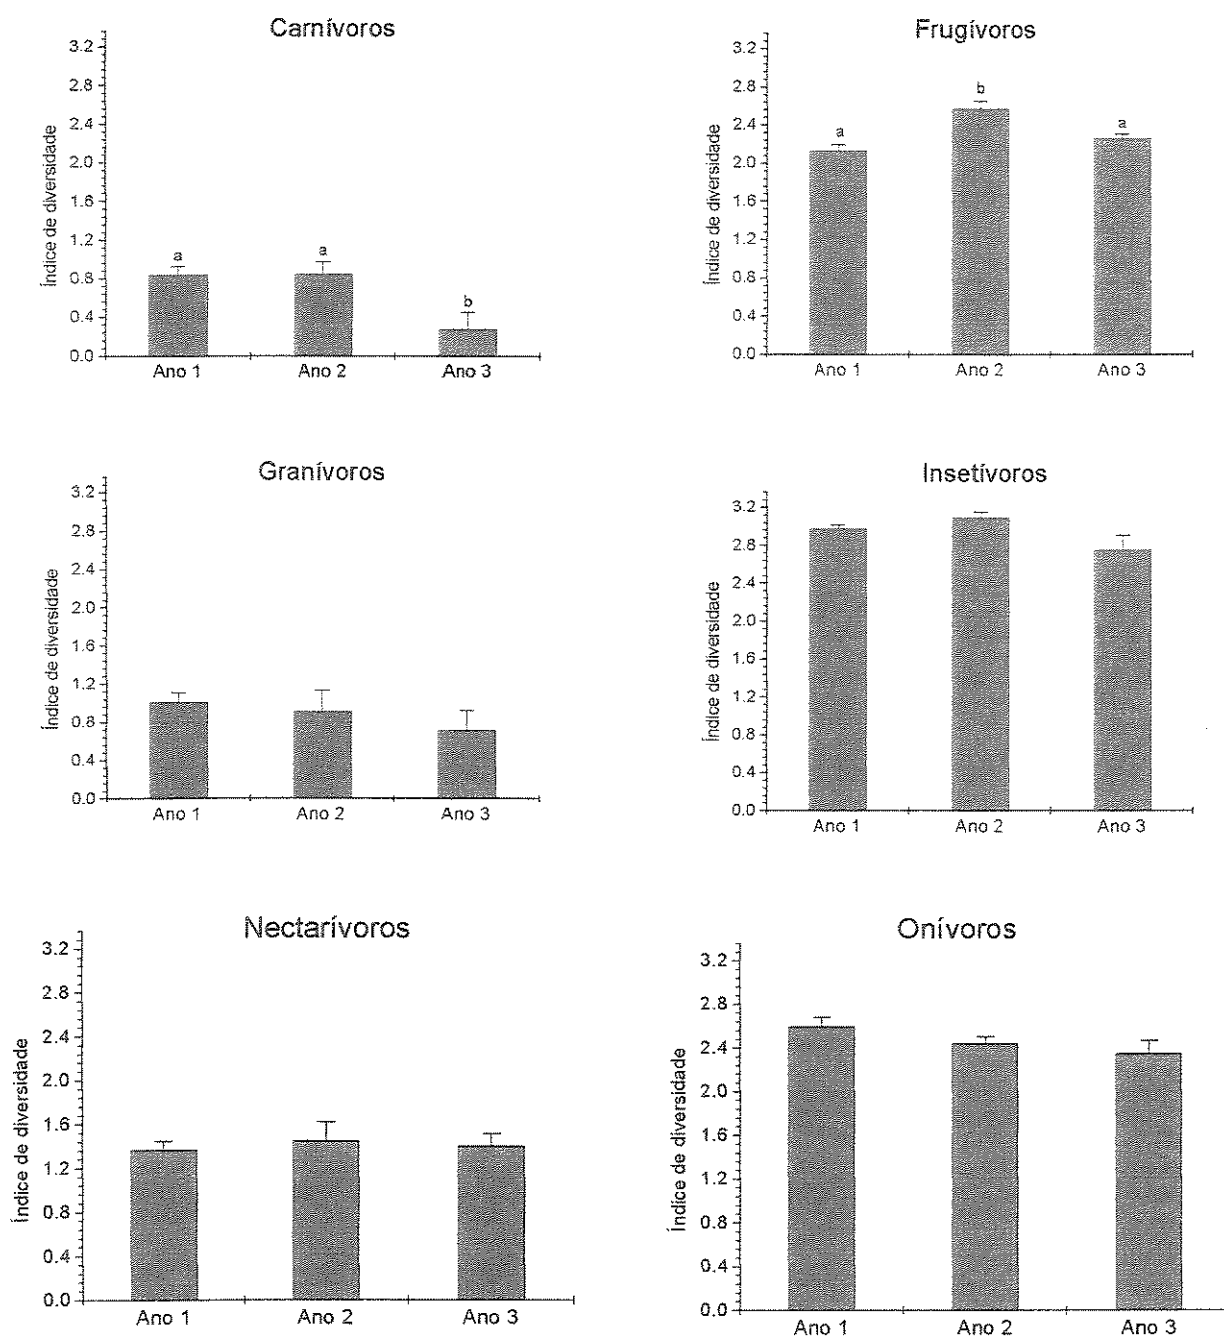 Carnívoros
Índice de diversidade
3.2
2.8
2.4
2.0
1.6
1.2
0.8
0.4
0.0
a
a
b
Ano 1
Ano 2
Ano 3
Frugívoros
Índice de diversidade
3.2
2.8
2.4
2.0
1.6
1.2
0.8
0.4
0.0
a
b
a
Ano 1
Ano 2
Ano 3
Granívoros
Índice de diversidade
3.2
2.8
2.4
2.0
1.6
1.2
0.8
0.4
0.0
Ano 1
Ano 2
Ano 3
Insetívoros
Índice de diversidade
3.2
2.8
2.4
2.0
1.6
1.2
0.8
0.4
0.0
Ano 1
Ano 2
Ano 3
Nectarívoros
Índice de diversidade
3.2
2.8
2.4
2.0
1.6
1.2
0.8
0.4
0.0
Ano 1
Ano 2
Ano 3
Onívoros
Índice de diversidade
3.2
2.8
2.4
2.0
1.6
1.2
0.8
0.4
0.0
Ano 1
Ano 2
Ano 3